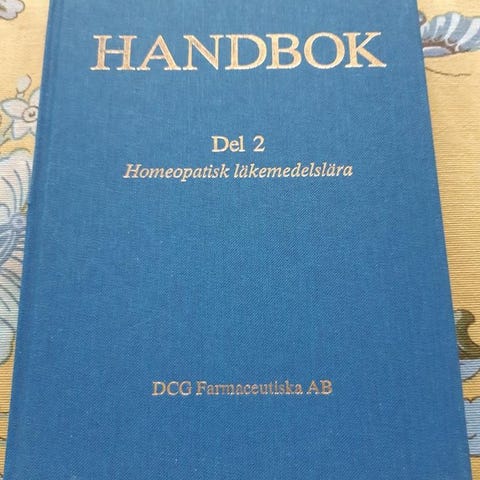 HANDBOK
Del 2
Homeopatisk läkemedelslära
DCG Farmaceutiska AB